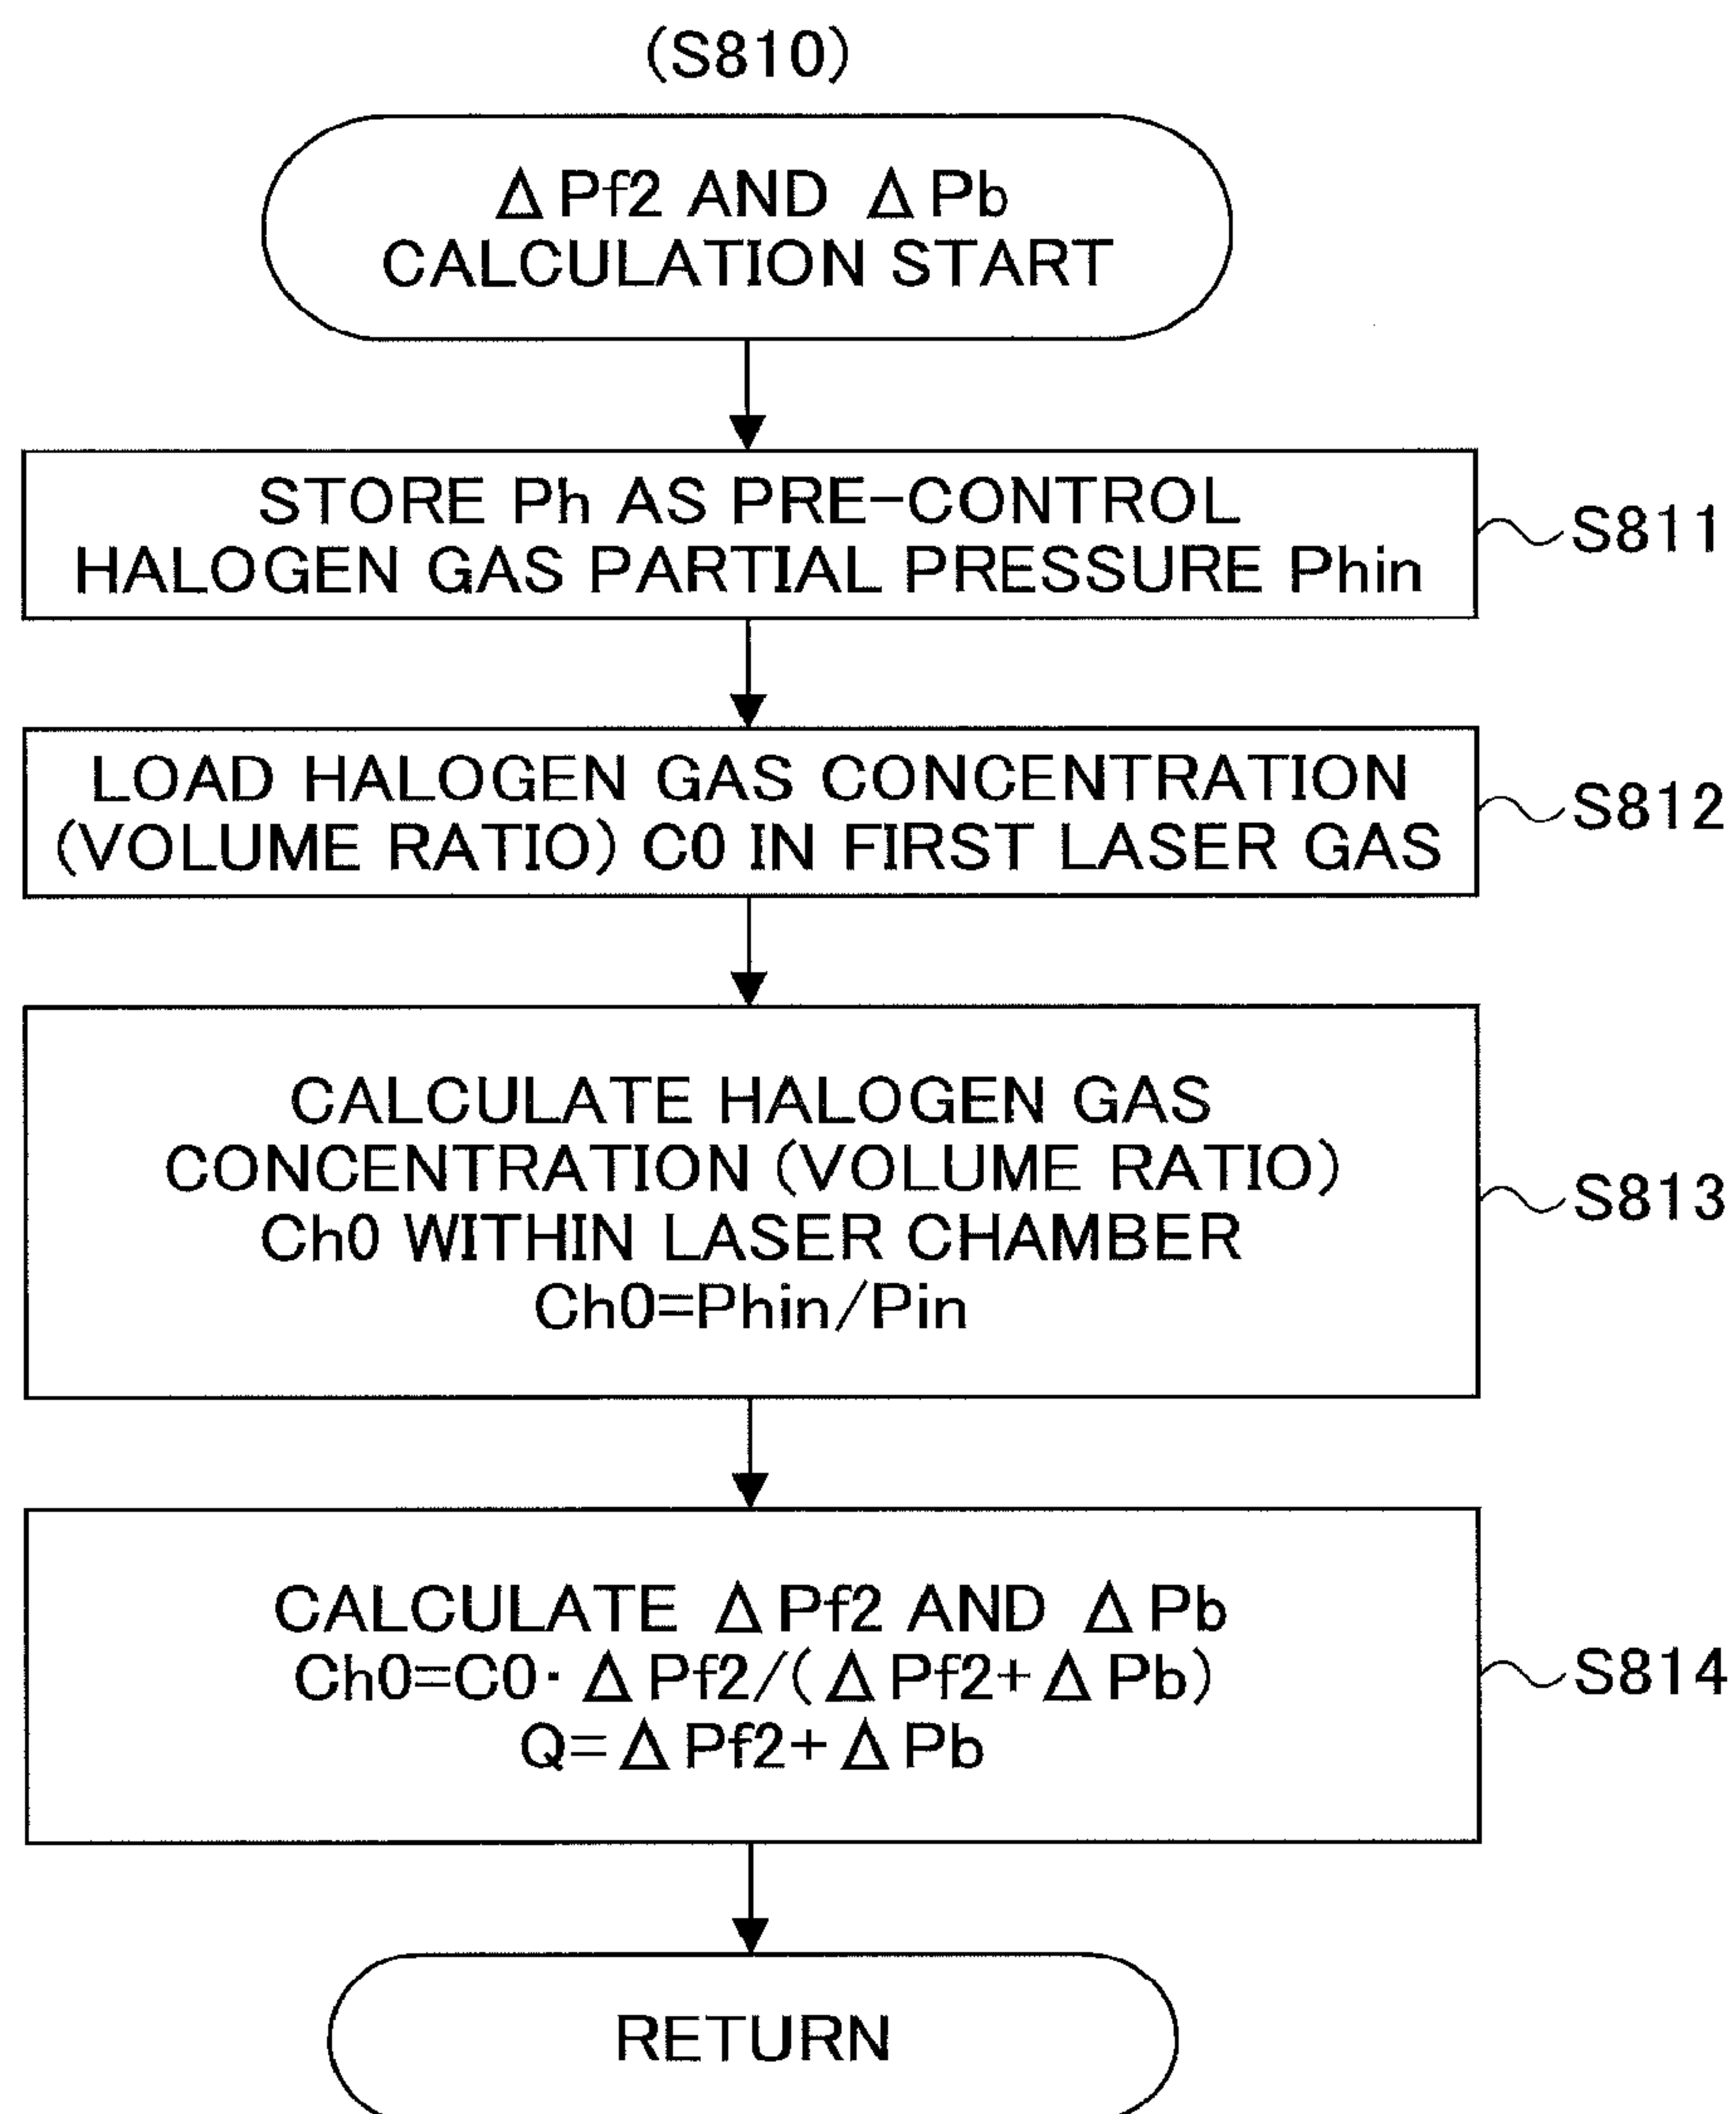 (S810)
ΔPf2 AND ΔPb
CALCULATION START
STORE Ph AS PRE-CONTROL
HALOGEN GAS PARTIAL PRESSURE Phin
S811
LOAD HALOGEN GAS CONCENTRATION
(VOLUME RATIO) C0 IN FIRST LASER GAS
S812
CALCULATE HALOGEN GAS
CONCENTRATION (VOLUME RATIO)
Ch0 WITHIN LASER CHAMBER
Ch0=Phin/Pin
S813
CALCULATE ΔPf2 AND ΔPb
Ch0=C0·ΔPf2/(ΔPf2+ΔPb)
Q=ΔPf2+ΔPb
S814
RETURN